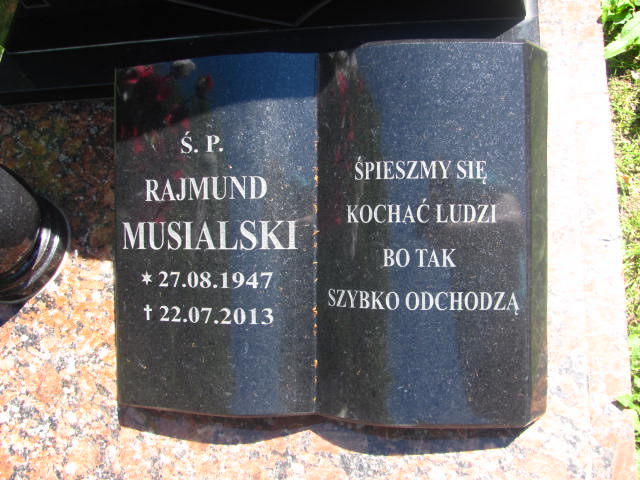 Ś. P.
RAJMUND
MUSIALSKI
✶ 27.08.1947
† 22.07.2013
ŚPIESZMY SIĘ
KOCHAĆ LUDZI
BO TAK
SZYBKO ODCHODZĄ